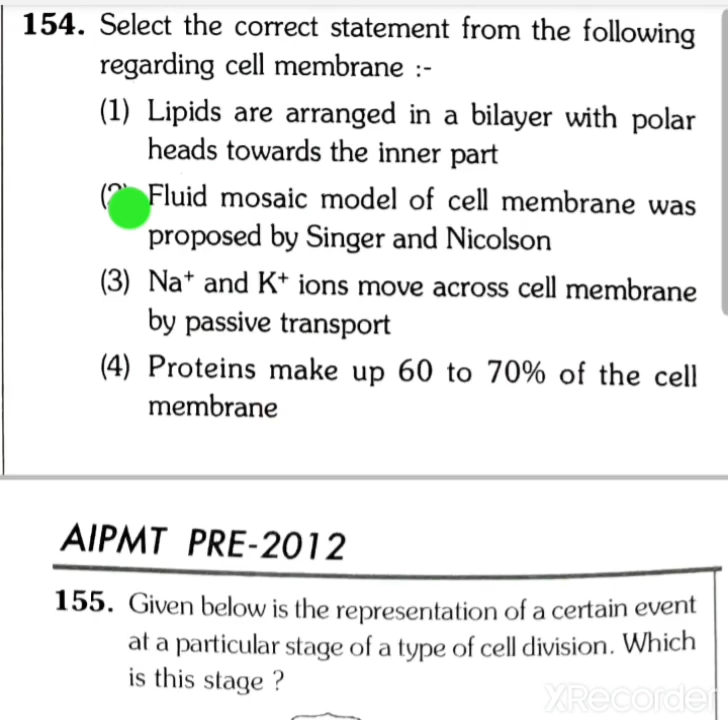 154. Select the correct statement from the following
regarding cell membrane :-
(1) Lipids are arranged in a bilayer with polar
heads towards the inner part
Fluid mosaic model of cell membrane was
proposed by Singer and Nicolson
(3) Na⁺ and K⁺ ions move across cell membrane
by passive transport
(4) Proteins make up 60 to 70% of the cell
membrane
AIPMT PRE-2012
155. Given below is the representation of a certain event
at a particular stage of a type of cell division. Which
is this stage ?
XRecorder